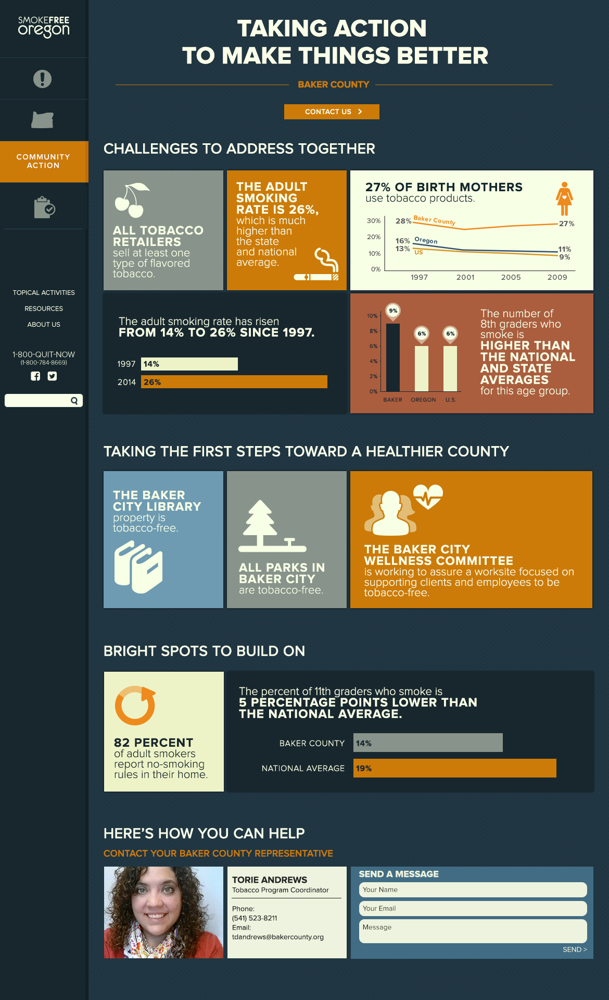 SMOKEFREE
oregon
COMMUNITY
ACTION
TOPICAL ACTIVITIES
RESOURCES
ABOUT US
1-800-QUIT-NOW
(1-800-784-8669)
TAKING ACTION
TO MAKE THINGS BETTER
BAKER COUNTY
CONTACT US >
CHALLENGES TO ADDRESS TOGETHER
ALL TOBACCO
RETAILERS
sell at least one
type of flavored
tobacco.
THE ADULT
SMOKING
RATE IS 26%,
which is much
higher than
the state
and national
average.
27% OF BIRTH MOTHERS
use tobacco products.
30%
20%
10%
0%
28% Baker County 27%
16% Oregon 11%
13% US 9%
1997 2001 2005 2009
The adult smoking rate has risen
FROM 14% TO 26% SINCE 1997.
1997 14%
2014 26%
10%
8%
6%
4%
2%
0%
9% 6% 6%
BAKER OREGON U.S.
The number of
8th graders who
smoke is
HIGHER THAN
THE NATIONAL
AND STATE
AVERAGES
for this age group.
TAKING THE FIRST STEPS TOWARD A HEALTHIER COUNTY
THE BAKER
CITY LIBRARY
property is
tobacco-free.
ALL PARKS IN
BAKER CITY
are tobacco-free.
THE BAKER CITY
WELLNESS COMMITTEE
is working to assure a worksite focused on
supporting clients and employees to be
tobacco-free.
BRIGHT SPOTS TO BUILD ON
82 PERCENT
of adult smokers
report no-smoking
rules in their home.
The percent of 11th graders who smoke is
5 PERCENTAGE POINTS LOWER THAN
THE NATIONAL AVERAGE.
BAKER COUNTY 14%
NATIONAL AVERAGE 19%
HERE'S HOW YOU CAN HELP
CONTACT YOUR BAKER COUNTY REPRESENTATIVE
TORIE ANDREWS
Tobacco Program Coordinator
Phone:
(541) 523-8211
Email:
tdandrews@bakercounty.org
SEND A MESSAGE
Your Name
Your Email
Message
SEND >